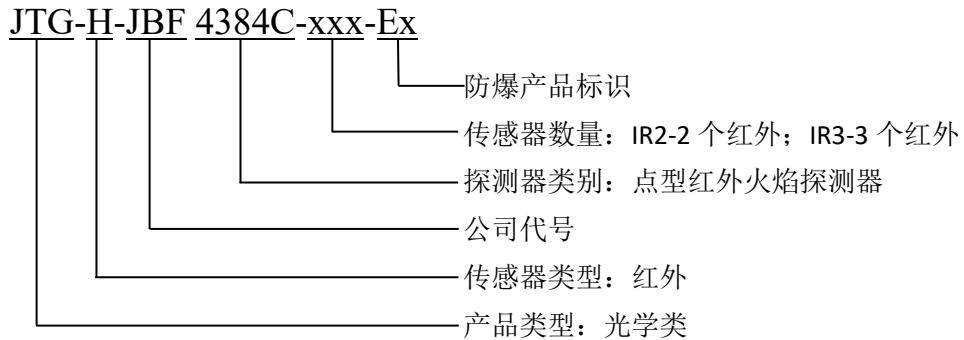 JTG-H-JBF 4384C-xxx-Ex
防爆产品标识
传感器数量：IR2-2 个红外；IR3-3 个红外
探测器类别：点型红外火焰探测器
公司代号
传感器类型：红外
产品类型：光学类